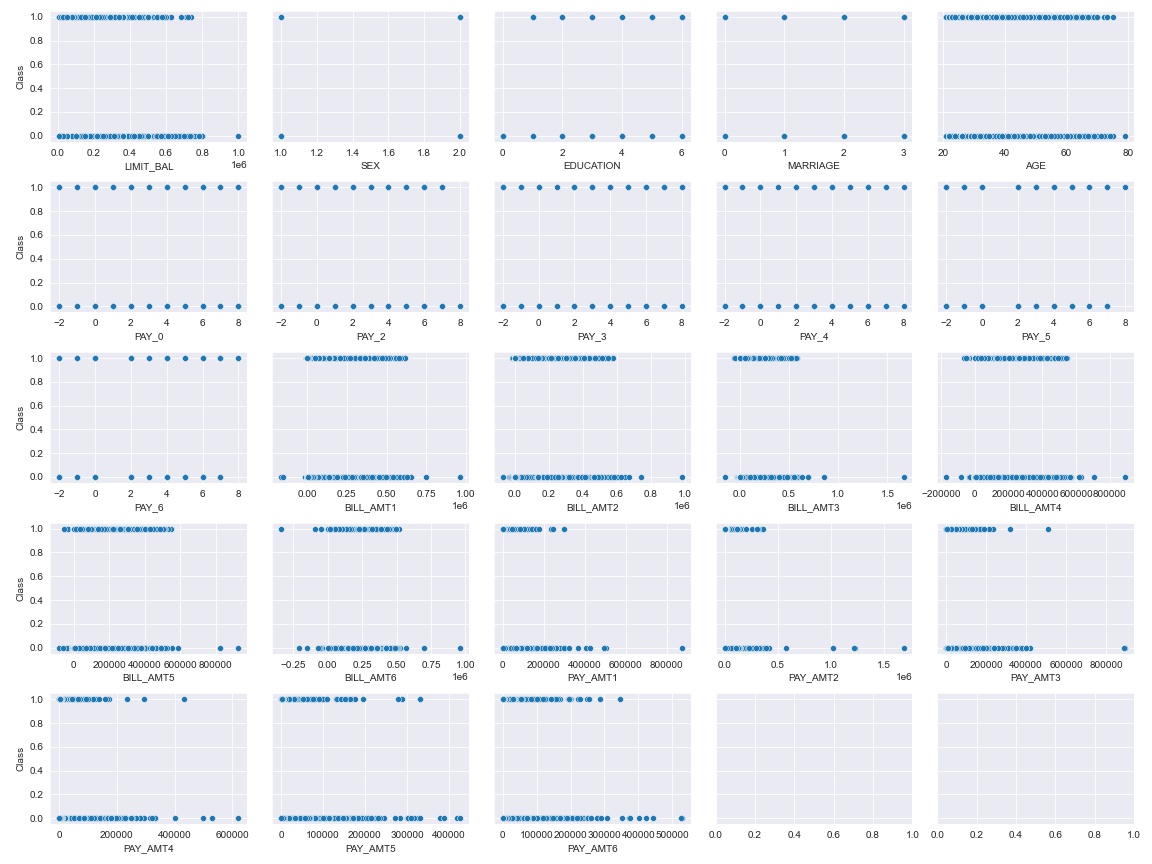 1.0
0.8
0.6
0.4
0.2
0.0
Class
0.0 0.2 0.4 0.6 0.8 1.0
1e6
LIMIT_BAL
1.0 1.2 1.4 1.6 1.8 2.0
SEX
0 2 4 6
EDUCATION
0 1 2 3
MARRIAGE
20 40 60 80
AGE
1.0
0.8
0.6
0.4
0.2
0.0
Class
−2 0 2 4 6 8
PAY_0
−2 0 2 4 6 8
PAY_2
−2 0 2 4 6 8
PAY_3
−2 0 2 4 6 8
PAY_4
−2 0 2 4 6 8
PAY_5
1.0
0.8
0.6
0.4
0.2
0.0
Class
−2 0 2 4 6 8
PAY_6
0.00 0.25 0.50 0.75 1.00
1e6
BILL_AMT1
0.0 0.2 0.4 0.6 0.8 1.0
1e6
BILL_AMT2
0.0 0.5 1.0 1.5
1e6
BILL_AMT3
−200000 0 200000 400000 600000 800000
BILL_AMT4
1.0
0.8
0.6
0.4
0.2
0.0
Class
0 200000 400000 600000 800000
BILL_AMT5
−0.25 0.00 0.25 0.50 0.75 1.00
1e6
BILL_AMT6
0 200000 400000 600000 800000
PAY_AMT1
0.0 0.5 1.0 1.5
1e6
PAY_AMT2
0 200000 400000 600000 800000
PAY_AMT3
1.0
0.8
0.6
0.4
0.2
0.0
Class
0 200000 400000 600000
PAY_AMT4
0 100000 200000 300000 400000
PAY_AMT5
0 100000 200000 300000 400000 500000
PAY_AMT6
0.0 0.2 0.4 0.6 0.8 1.0
0.0 0.2 0.4 0.6 0.8 1.0